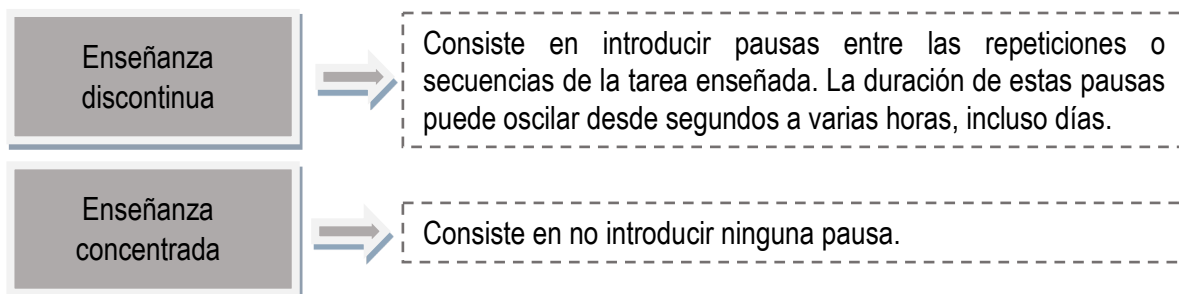 Enseñanza
discontinua
Consiste en introducir pausas entre las repeticiones o
secuencias de la tarea enseñada. La duración de estas pausas
puede oscilar desde segundos a varias horas, incluso días.
Enseñanza
concentrada
Consiste en no introducir ninguna pausa.